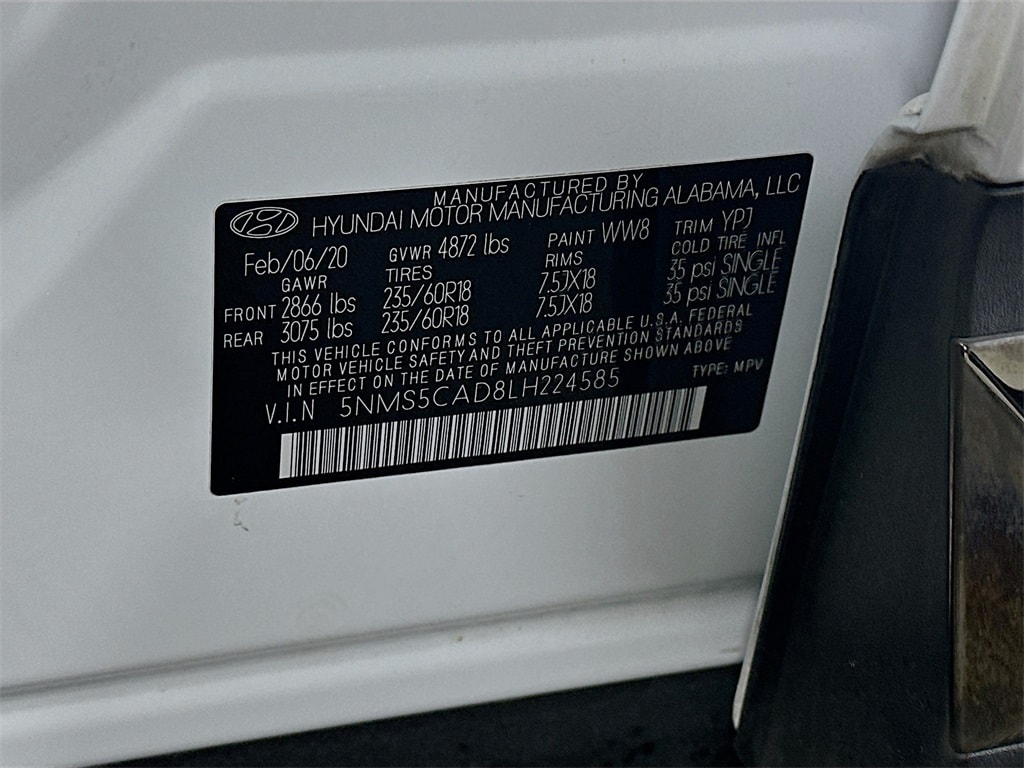 MANUFACTURED BY
HYUNDAI MOTOR MANUFACTURING ALABAMA, LLC
Feb/06/20 GVWR 4872 lbs PAINT WW8 TRIM YPJ
GAWR TIRES RIMS COLD TIRE INFL
FRONT 2866 lbs 235/60R18 7.5JX18 35 psi SINGLE
REAR 3075 lbs 235/60R18 7.5JX18 35 psi SINGLE
THIS VEHICLE CONFORMS TO ALL APPLICABLE U.S.A. FEDERAL
MOTOR VEHICLE SAFETY AND THEFT PREVENTION STANDARDS
IN EFFECT ON THE DATE OF MANUFACTURE SHOWN ABOVE
V.I.N 5NMS5CAD8LH224585 TYPE: MPV